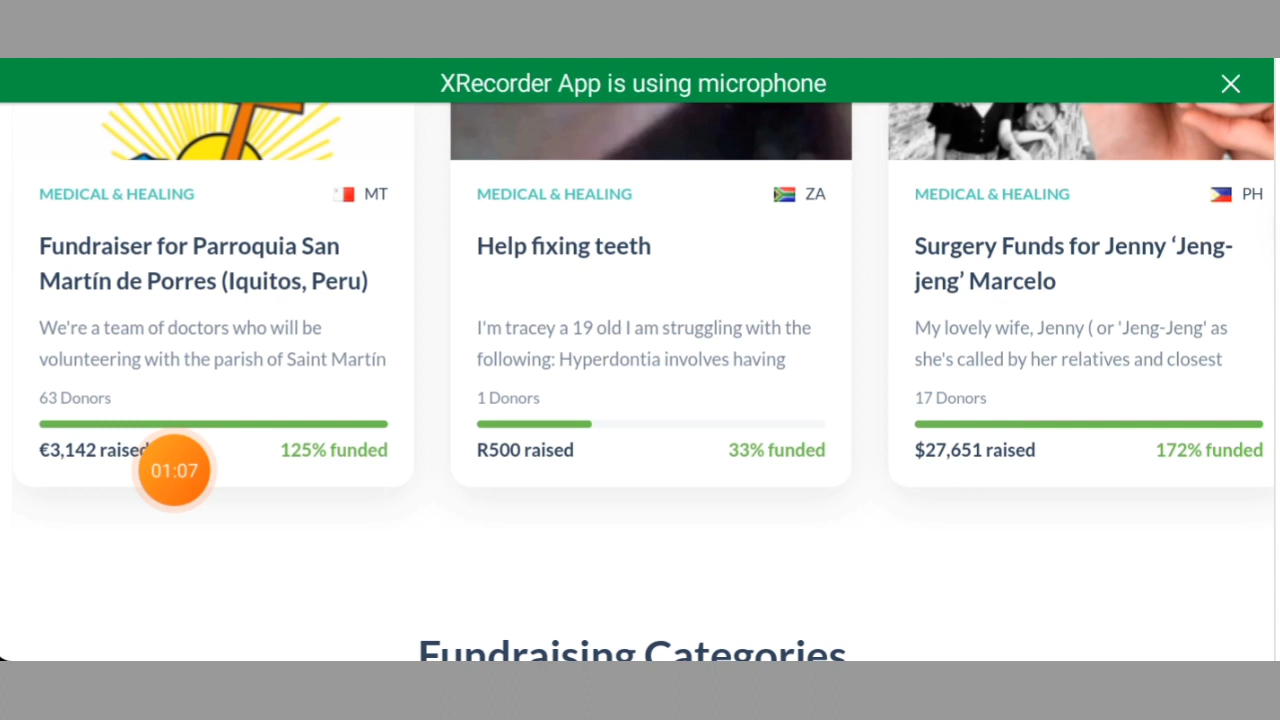 XRecorder App is using microphone
MEDICAL & HEALING MT
Fundraiser for Parroquia San
Martín de Porres (Iquitos, Peru)
We're a team of doctors who will be
volunteering with the parish of Saint Martín
63 Donors
€3,142 raised 125% funded
01:07
MEDICAL & HEALING ZA
Help fixing teeth
I'm tracey a 19 old I am struggling with the
following: Hyperdontia involves having
1 Donors
R500 raised 33% funded
MEDICAL & HEALING PH
Surgery Funds for Jenny ‘Jeng-
jeng’ Marcelo
My lovely wife, Jenny ( or 'Jeng-Jeng' as
she's called by her relatives and closest
17 Donors
$27,651 raised 172% funded
Fundraising Categories